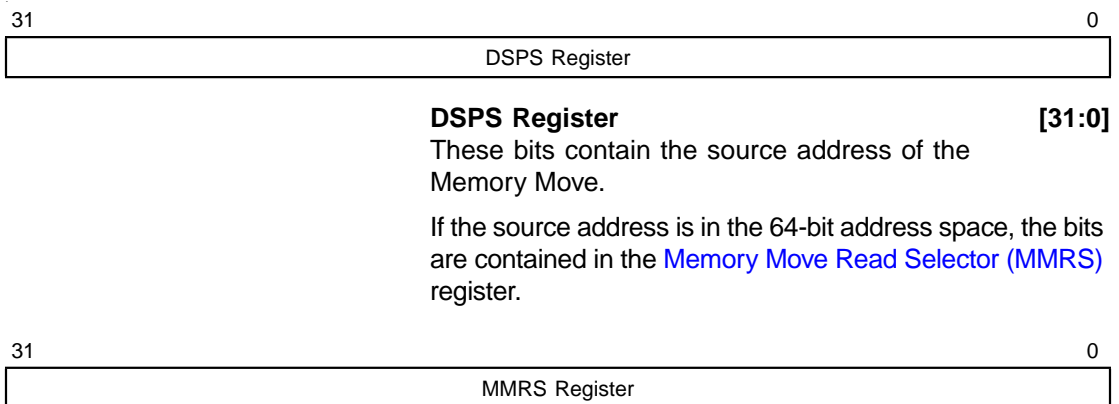 31 0
DSPS Register
DSPS Register [31:0]
These bits contain the source address of the
Memory Move.
If the source address is in the 64-bit address space, the bits
are contained in the Memory Move Read Selector (MMRS)
register.
31 0
MMRS Register